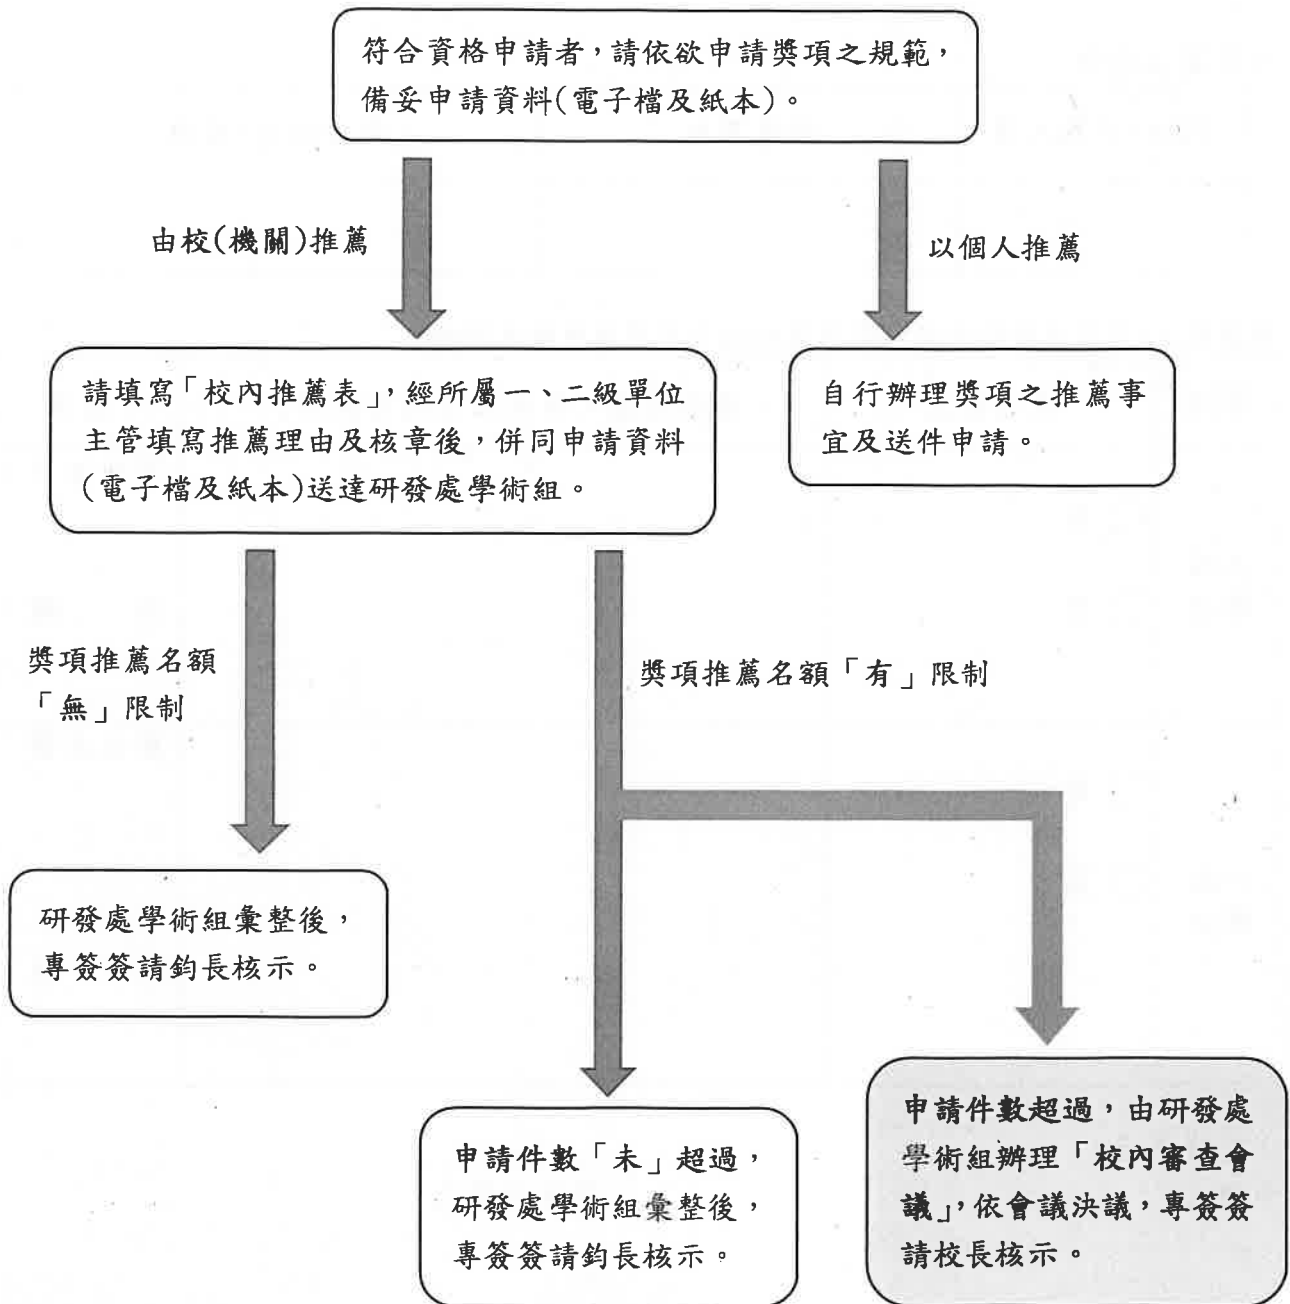 符合資格申請者，請依欲申請獎項之規範，
備妥申請資料(電子檔及紙本)。
由校(機關)推薦
以個人推薦
請填寫「校內推薦表」，經所屬一、二級單位
主管填寫推薦理由及核章後，併同申請資料
(電子檔及紙本)送達研發處學術組。
自行辦理獎項之推薦事
宜及送件申請。
獎項推薦名額
「無」限制
獎項推薦名額「有」限制
研發處學術組彙整後，
專簽簽請鈞長核示。
申請件數「未」超過，
研發處學術組彙整後，
專簽簽請鈞長核示。
申請件數超過，由研發處
學術組辦理「校內審查會
議」，依會議決議，專簽簽
請校長核示。